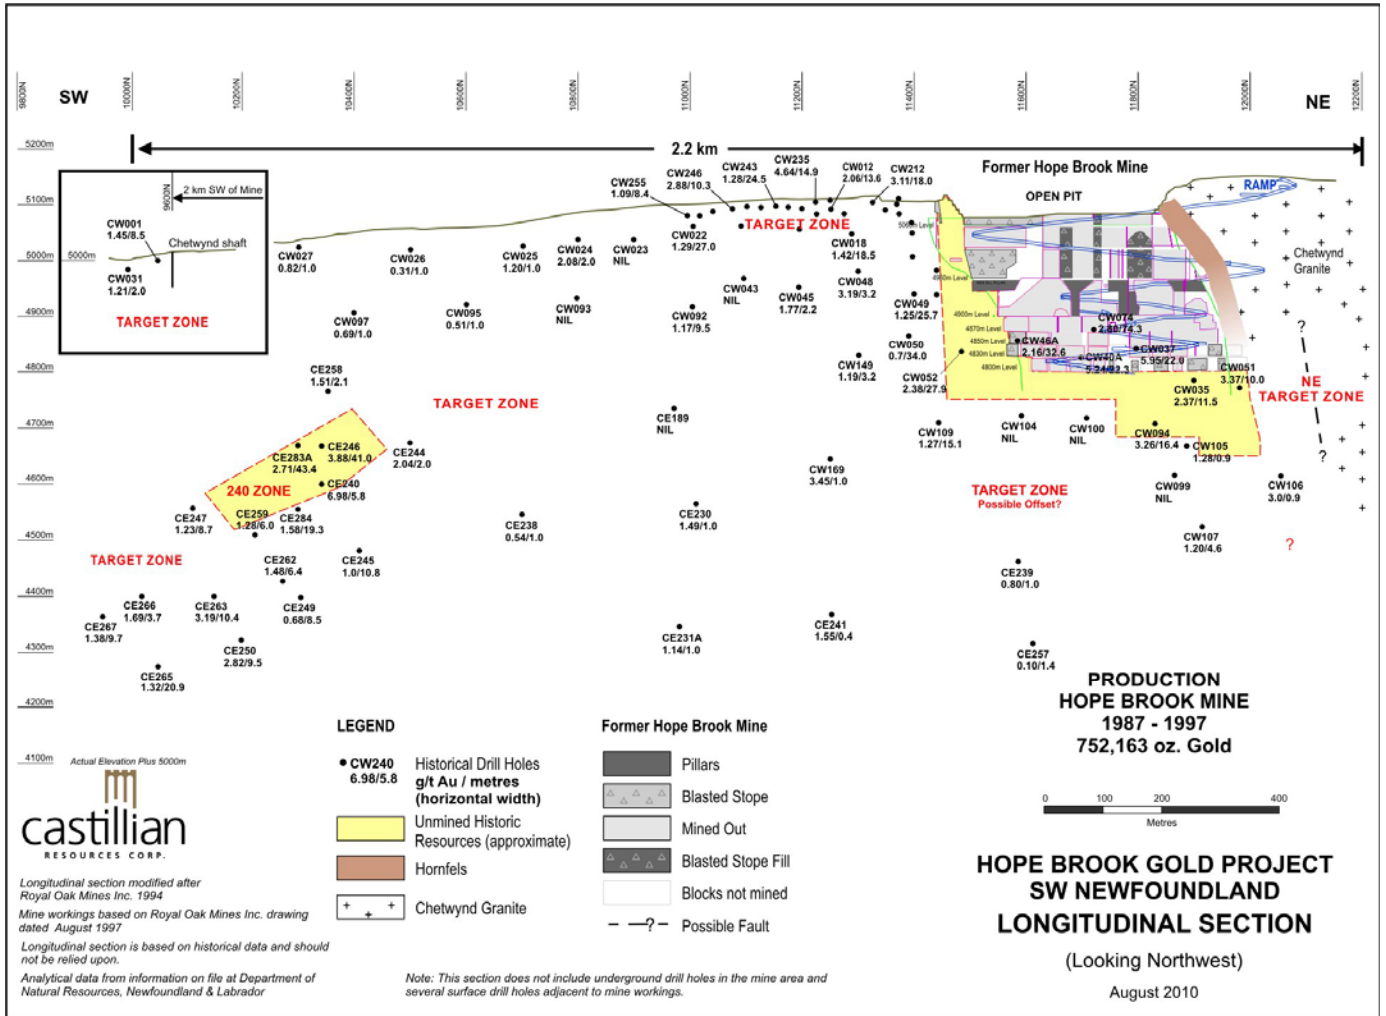 9800N
SW
10000N
10200N
10400N
10600N
10800N
11000N
11200N
11400N
11600N
11800N
12000N
NE
12200N
5200m
2.2 km
9600N
2 km SW of Mine
CW001
1.45/8.5
Chetwynd shaft
5000m
CW031
1.21/2.0
TARGET ZONE
5100m
5000m
4900m
4800m
4700m
4600m
4500m
4400m
4300m
4200m
4100m
CW255
1.09/8.4
CW246
2.88/10.3
CW243
1.28/24.5
CW235
4.64/14.9
CW012
2.06/13.6
CW212
3.11/18.0
Former Hope Brook Mine
OPEN PIT
RAMP
TARGET ZONE
CW027
0.82/1.0
CW026
0.31/1.0
CW025
1.20/1.0
CW024
2.08/2.0
CW023
NIL
CW022
1.29/27.0
CW018
1.42/18.5
Chetwynd
Granite
CW097
0.69/1.0
CW095
0.51/1.0
CW093
NIL
CW092
1.17/9.5
CW043
NIL
CW045
1.77/2.2
CW048
3.19/3.2
CW049
1.25/25.7
CW050
0.7/34.0
CW149
1.19/3.2
CW052
2.38/27.9
4900m Level
4870m Level
4850m Level
4830m Level
4800m Level
CW074
2.80/74.3
CW46A
2.16/32.6
CW40A
5.24/22.3
CW037
5.95/22.0
CW051
3.37/10.0
CW035
2.37/11.5
?
NE
TARGET ZONE
?
CE258
1.51/2.1
TARGET ZONE
CE189
NIL
CW109
1.27/15.1
CW104
NIL
CW100
NIL
CW094
3.26/16.4
CW105
1.28/0.9
CE283A
2.71/43.4
CE246
3.88/41.0
CE244
2.04/2.0
240 ZONE
CE240
6.98/5.8
CW169
3.45/1.0
TARGET ZONE
Possible Offset?
CW099
NIL
CW106
3.0/0.9
CE247
1.23/8.7
CE259
1.28/6.0
CE284
1.58/19.3
CE238
0.54/1.0
CE230
1.49/1.0
CW107
1.20/4.6
?
TARGET ZONE
CE262
1.48/6.4
CE245
1.0/10.8
CE239
0.80/1.0
CE267
1.38/9.7
CE266
1.69/3.7
CE263
3.19/10.4
CE249
0.68/8.5
CE250
2.82/9.5
CE265
1.32/20.9
CE231A
1.14/1.0
CE241
1.55/0.4
CE257
0.10/1.4
PRODUCTION
HOPE BROOK MINE
1987 - 1997
752,163 oz. Gold
0 100 200 400
Metres
HOPE BROOK GOLD PROJECT
SW NEWFOUNDLAND
LONGITUDINAL SECTION
(Looking Northwest)
August 2010
LEGEND
CW240
6.98/5.8
Historical Drill Holes
g/t Au / metres
(horizontal width)
Unmined Historic
Resources (approximate)
Hornfels
Chetwynd Granite
Former Hope Brook Mine
Pillars
Blasted Stope
Mined Out
Blasted Stope Fill
Blocks not mined
?
Possible Fault
Actual Elevation Plus 5000m
castillian
RESOURCES CORP.
Longitudinal section modified after
Royal Oak Mines Inc. 1994
Mine workings based on Royal Oak Mines Inc. drawing
dated August 1997
Longitudinal section is based on historical data and should
not be relied upon.
Analytical data from information on file at Department of
Natural Resources, Newfoundland & Labrador
Note: This section does not include underground drill holes in the mine area and
several surface drill holes adjacent to mine workings.